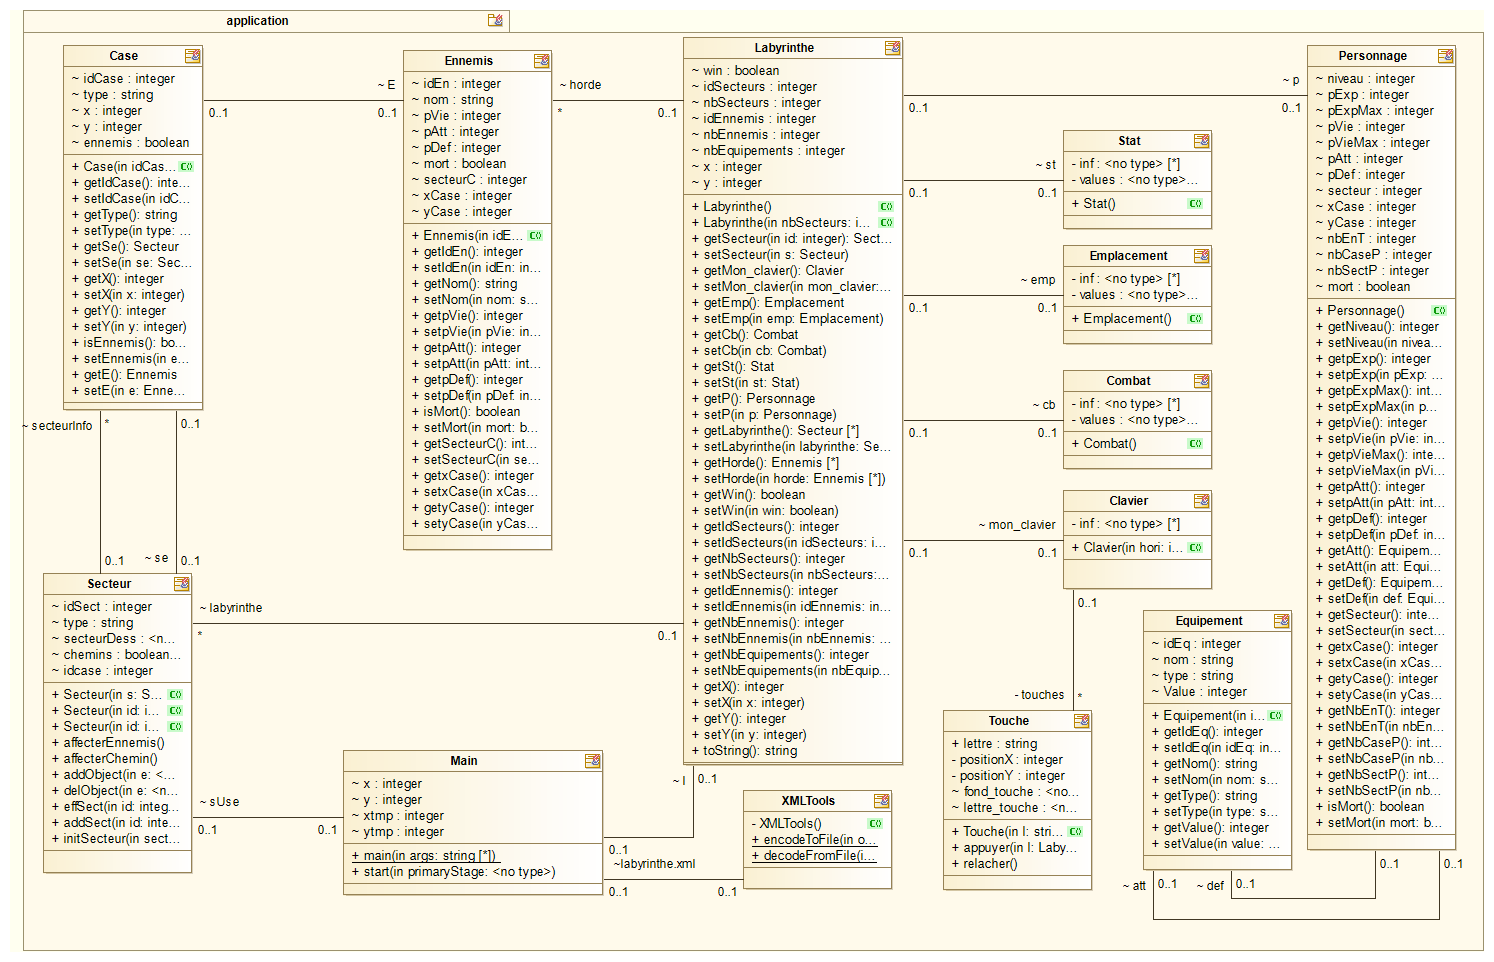 application
Case
~ idCase : integer
~ type : string
~ x : integer
~ y : integer
~ ennemis : boolean
+ Case(in idCas...
+ getIdCase(): inte...
+ setIdCase(in idC...
+ getType(): string
+ setType(in type: ...
+ getSe(): Secteur
+ setSe(in se: Sec...
+ getX(): integer
+ setX(in x: integer)
+ getY(): integer
+ setY(in y: integer)
+ isEnnemis(): bo...
+ setEnnemis(in e...
+ getE(): Ennemis
+ setE(in e: Enne...
~ E
0..1
0..1
Ennemis
~ idEn : integer
~ nom : string
~ pVie : integer
~ pAtt : integer
~ pDef : integer
~ mort : boolean
~ secteurC : integer
~ xCase : integer
~ yCase : integer
+ Ennemis(in idE...
+ getIdEn(): integer
+ setIdEn(in idEn: in...
+ getNom(): string
+ setNom(in nom: s...
+ getpVie(): integer
+ setpVie(in pVie: in...
+ getpAtt(): integer
+ setpAtt(in pAtt: int...
+ getpDef(): integer
+ setpDef(in pDef: in...
+ isMort(): boolean
+ setMort(in mort: b...
+ getSecteurC(): int...
+ setSecteurC(in se...
+ getxCase(): integer
+ setxCase(in xCas...
+ getyCase(): integer
+ setyCase(in yCas...
~ horde
*
0..1
Labyrinthe
~ win : boolean
~ idSecteurs : integer
~ nbSecteurs : integer
~ idEnnemis : integer
~ nbEnnemis : integer
~ nbEquipements : integer
~ x : integer
~ y : integer
+ Labyrinthe()
+ Labyrinthe(in nbSecteurs: i...
+ getSecteur(in id: integer): Sect...
+ setSecteur(in s: Secteur)
+ getMon_clavier(): Clavier
+ setMon_clavier(in mon_clavier:...
+ getEmp(): Emplacement
+ setEmp(in emp: Emplacement)
+ getCb(): Combat
+ setCb(in cb: Combat)
+ getSt(): Stat
+ setSt(in st: Stat)
+ getP(): Personnage
+ setP(in p: Personnage)
+ getLabyrinthe(): Secteur [*]
+ setLabyrinthe(in labyrinthe: Se...
+ getHorde(): Ennemis [*]
+ setHorde(in horde: Ennemis [*])
+ getWin(): boolean
+ setWin(in win: boolean)
+ getIdSecteurs(): integer
+ setIdSecteurs(in idSecteurs: i...
+ getNbSecteurs(): integer
+ setNbSecteurs(in nbSecteurs:...
+ getIdEnnemis(): integer
+ setIdEnnemis(in idEnnemis: in...
+ getNbEnnemis(): integer
+ setNbEnnemis(in nbEnnemis: ...
+ getNbEquipements(): integer
+ setNbEquipements(in nbEquip...
+ getX(): integer
+ setX(in x: integer)
+ getY(): integer
+ setY(in y: integer)
+ toString(): string
~ p
0..1
0..1
Personnage
~ niveau : integer
~ pExp : integer
~ pExpMax : integer
~ pVie : integer
~ pVieMax : integer
~ pAtt : integer
~ pDef : integer
~ secteur : integer
~ xCase : integer
~ yCase : integer
~ nbEnT : integer
~ nbCaseP : integer
~ nbSectP : integer
~ mort : boolean
+ Personnage()
+ getNiveau(): integer
+ setNiveau(in nivea...
+ getpExp(): integer
+ setpExp(in pExp: ...
+ getpExpMax(): int...
+ setpExpMax(in p...
+ getpVie(): integer
+ setpVie(in pVie: in...
+ getpVieMax(): inte...
+ setpVieMax(in pVi...
+ getpAtt(): integer
+ setpAtt(in pAtt: int...
+ getpDef(): integer
+ setpDef(in pDef: in...
+ getAtt(): Equipem...
+ setAtt(in att: Equi...
+ getDef(): Equipem...
+ setDef(in def: Equi...
+ getSecteur(): inte...
+ setSecteur(in sect...
+ getxCase(): integer
+ setxCase(in xCas...
+ getyCase(): integer
+ setyCase(in yCas...
+ getNbEnT(): integer
+ setNbEnT(in nbEn...
+ getNbCaseP(): int...
+ setNbCaseP(in nb...
+ getNbSectP(): int...
+ setNbSectP(in nb...
+ isMort(): boolean
+ setMort(in mort: b...
~ st
0..1
0..1
Stat
- inf : <no type> [*]
- values : <no type>...
+ Stat()
~ emp
0..1
0..1
Emplacement
- inf : <no type> [*]
- values : <no type>...
+ Emplacement()
~ cb
0..1
0..1
Combat
- inf : <no type> [*]
- values : <no type>...
+ Combat()
~ mon_clavier
0..1
0..1
Clavier
- inf : <no type> [*]
+ Clavier(in hori: i...
0..1
- touches
*
Touche
+ lettre : string
- positionX : integer
- positionY : integer
~ fond_touche : <no...
~ lettre_touche : <n...
+ Touche(in l: stri...
+ appuyer(in l: Laby...
+ relacher()
Equipement
~ idEq : integer
~ nom : string
~ type : string
~ Value : integer
+ Equipement(in i...
+ getIdEq(): integer
+ setIdEq(in idEq: in...
+ getNom(): string
+ setNom(in nom: s...
+ getType(): string
+ setType(in type: s...
+ getValue(): integer
+ setValue(in value: ...
~ att
0..1
~ def
0..1
0..1
0..1
~ secteurInfo
*
0..1
0..1
~ se
0..1
Secteur
~ idSect : integer
~ type : string
~ secteurDess : <n...
~ chemins : boolean...
~ idcase : integer
+ Secteur(in s: S...
+ Secteur(in id: i...
+ Secteur(in id: i...
+ affecterEnnemis()
+ affecterChemin()
+ addObject(in e: <...
+ delObject(in e: <n...
+ effSect(in id: integ...
+ addSect(in id: inte...
+ initSecteur(in sect...
~ labyrinthe
*
0..1
~ sUse
0..1
0..1
Main
~ x : integer
~ y : integer
~ xtmp : integer
~ ytmp : integer
+ main(in args: string [*])
+ start(in primaryStage: <no type>)
~ l
0..1
0..1
~labyrinthe.xml
0..1
0..1
XMLTools
- XMLTools()
+ encodeToFile(in o...
+ decodeFromFile(i...